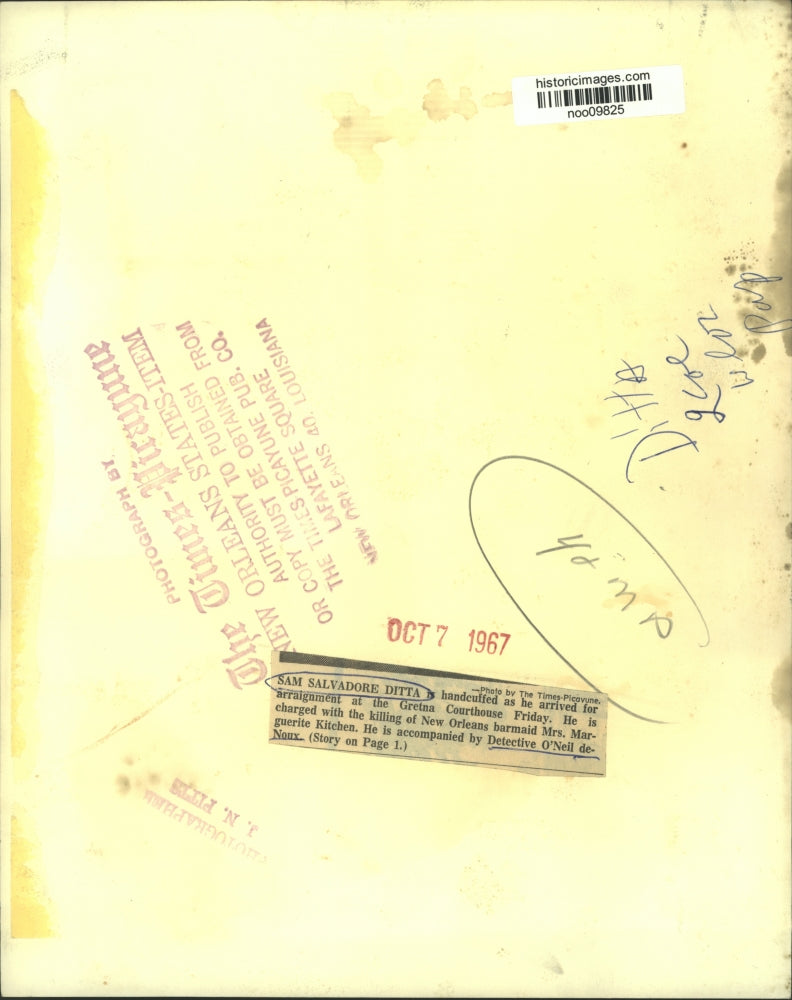 historicimages.com
noo09825
Ditta
PHOTOGRAPH BY
The Times-Picayune
NEW ORLEANS STATES-ITEM
AUTHORITY TO PUBLISH FROM
OR COPY MUST BE OBTAINED
THE TIMES PICAYUNE PUB. CO.
LAFAYETTE SQUARE
NEW ORLEANS 40, LOUISIANA
OCT 7 1967
—Photo by The Times-Picayune.
SAM SALVADORE DITTA is handcuffed as he arrived for
arraignment at the Gretna Courthouse Friday. He is
charged with the killing of New Orleans barmaid Mrs. Mar-
guerite Kitchen. He is accompanied by Detective O'Neil de-
Noux. (Story on Page 1.)
PHOTOGRAPHER
J. N. PITTS